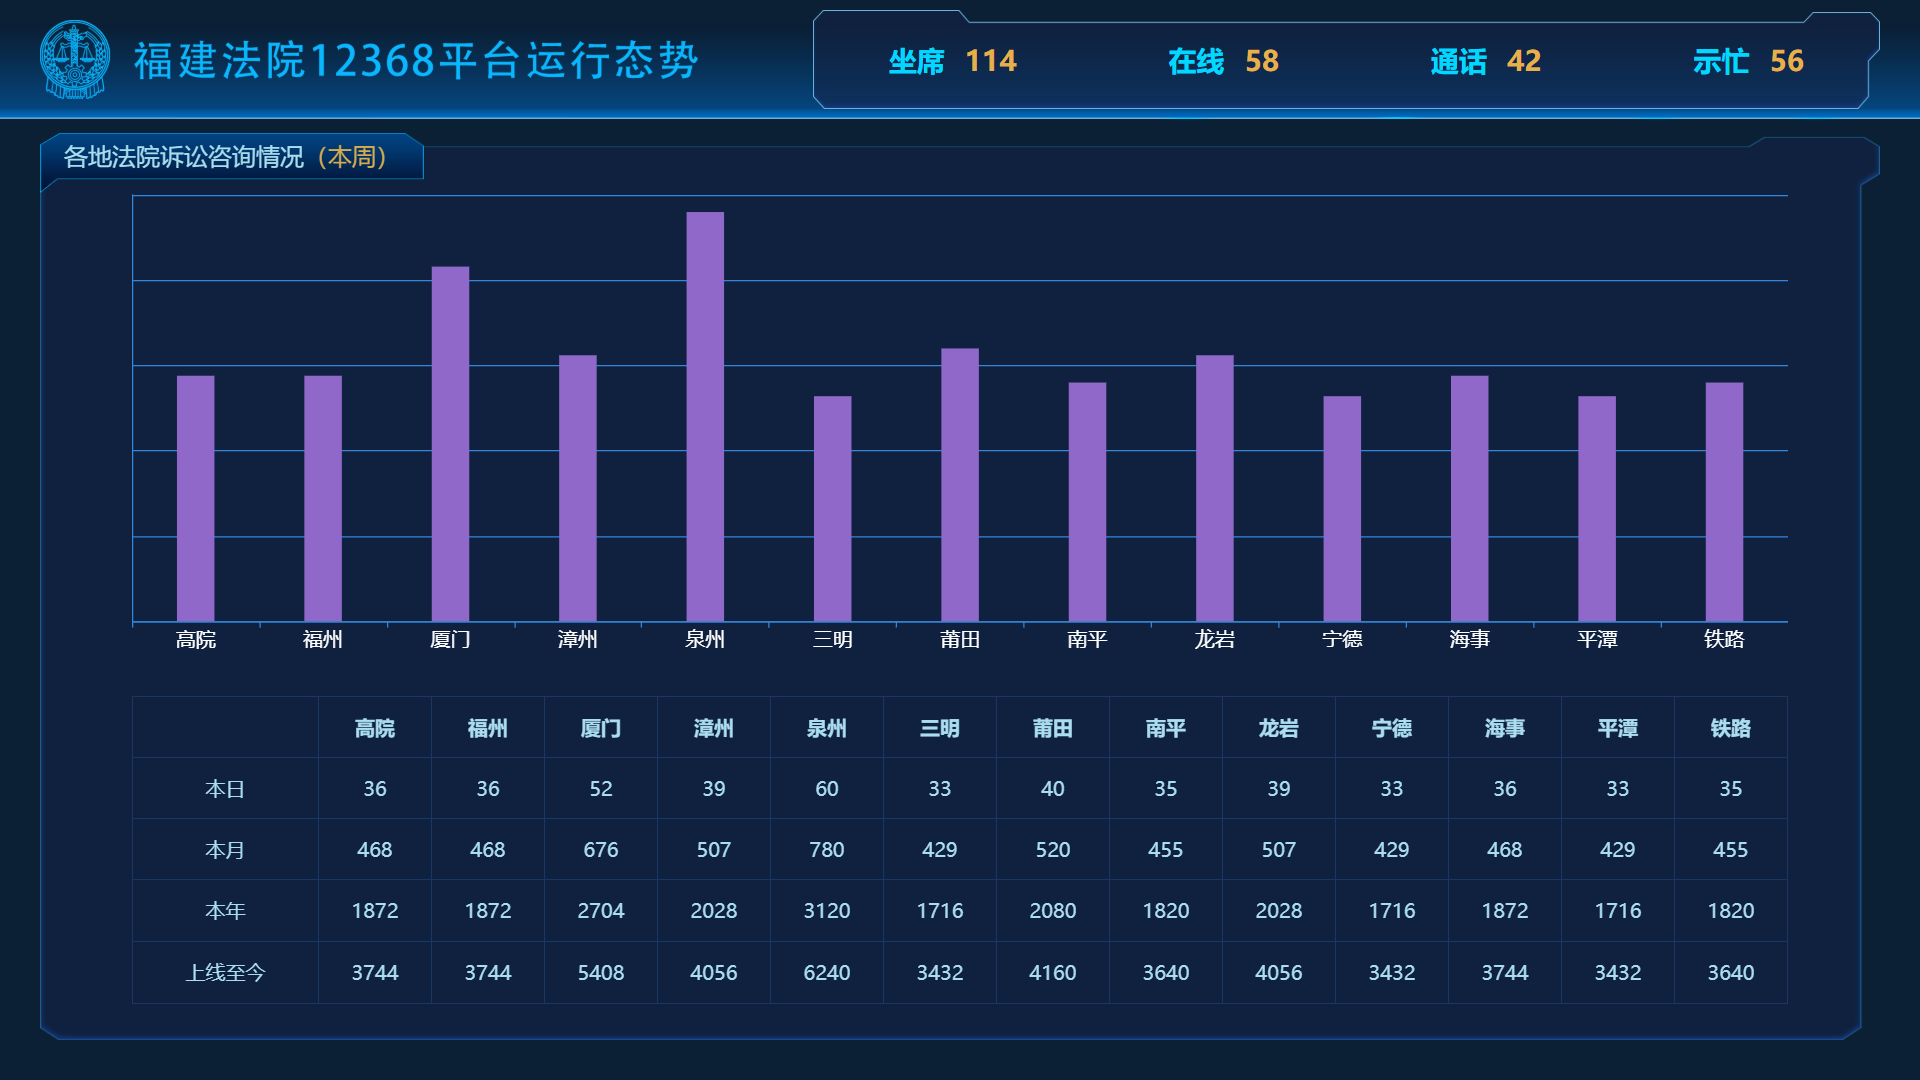 福建法院12368平台运行态势
坐席 114 在线 58 通话 42 示忙 56
各地法院诉讼咨询情况（本周）
高院 福州 厦门 漳州 泉州 三明 莆田 南平 龙岩 宁德 海事 平潭 铁路
高院 福州 厦门 漳州 泉州 三明 莆田 南平 龙岩 宁德 海事 平潭 铁路
本日 36 36 52 39 60 33 40 35 39 33 36 33 35
本月 468 468 676 507 780 429 520 455 507 429 468 429 455
本年 1872 1872 2704 2028 3120 1716 2080 1820 2028 1716 1872 1716 1820
上线至今 3744 3744 5408 4056 6240 3432 4160 3640 4056 3432 3744 3432 3640